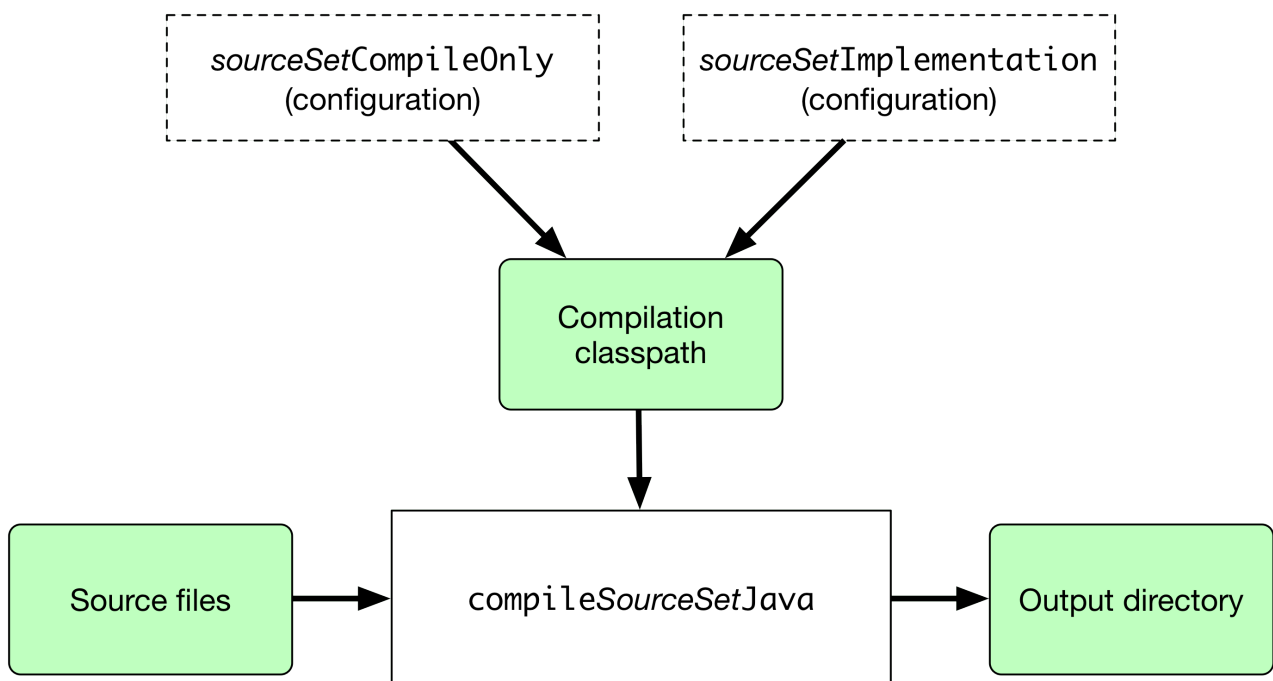 sourceSetCompileOnly
(configuration)
sourceSetImplementation
(configuration)
Compilation
classpath
Source files
compileSourceSetJava
Output directory